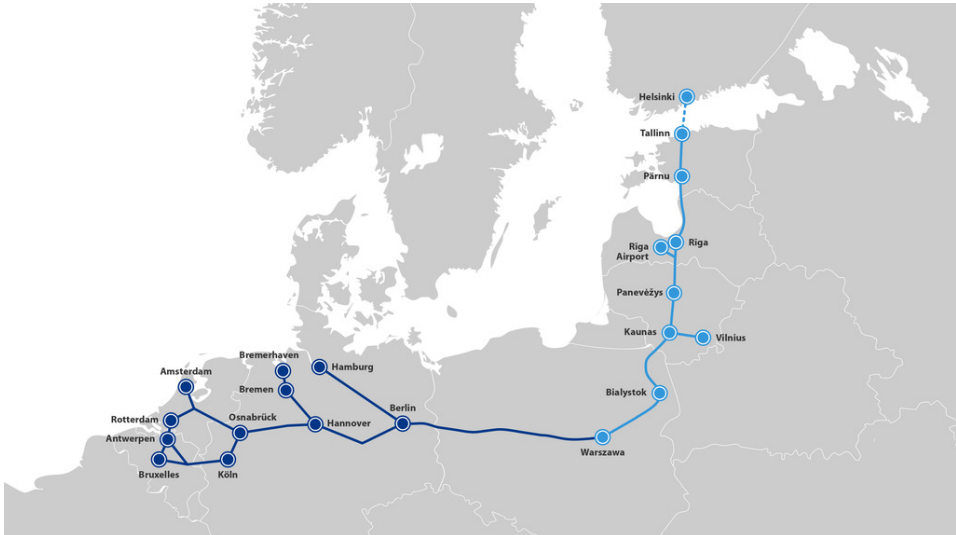 Helsinki
Tallinn
Pärnu
Rīga
Rīga
Airport
Panevėžys
Kaunas
Vilnius
Bremerhaven
Hamburg
Amsterdam
Bremen
Bialystok
Berlin
Rotterdam
Osnabrück
Hannover
Antwerpen
Warszawa
Bruxelles
Köln